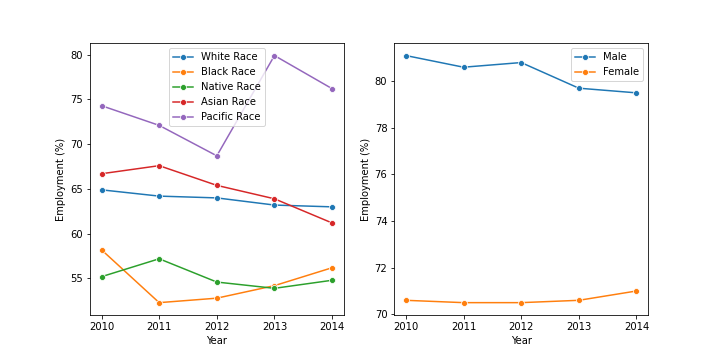 White Race
Black Race
Native Race
Asian Race
Pacific Race
80
75
70
65
60
55
Employment (%)
2010 2011 2012 2013 2014
Year
Male
Female
80
78
76
74
72
70
Employment (%)
2010 2011 2012 2013 2014
Year